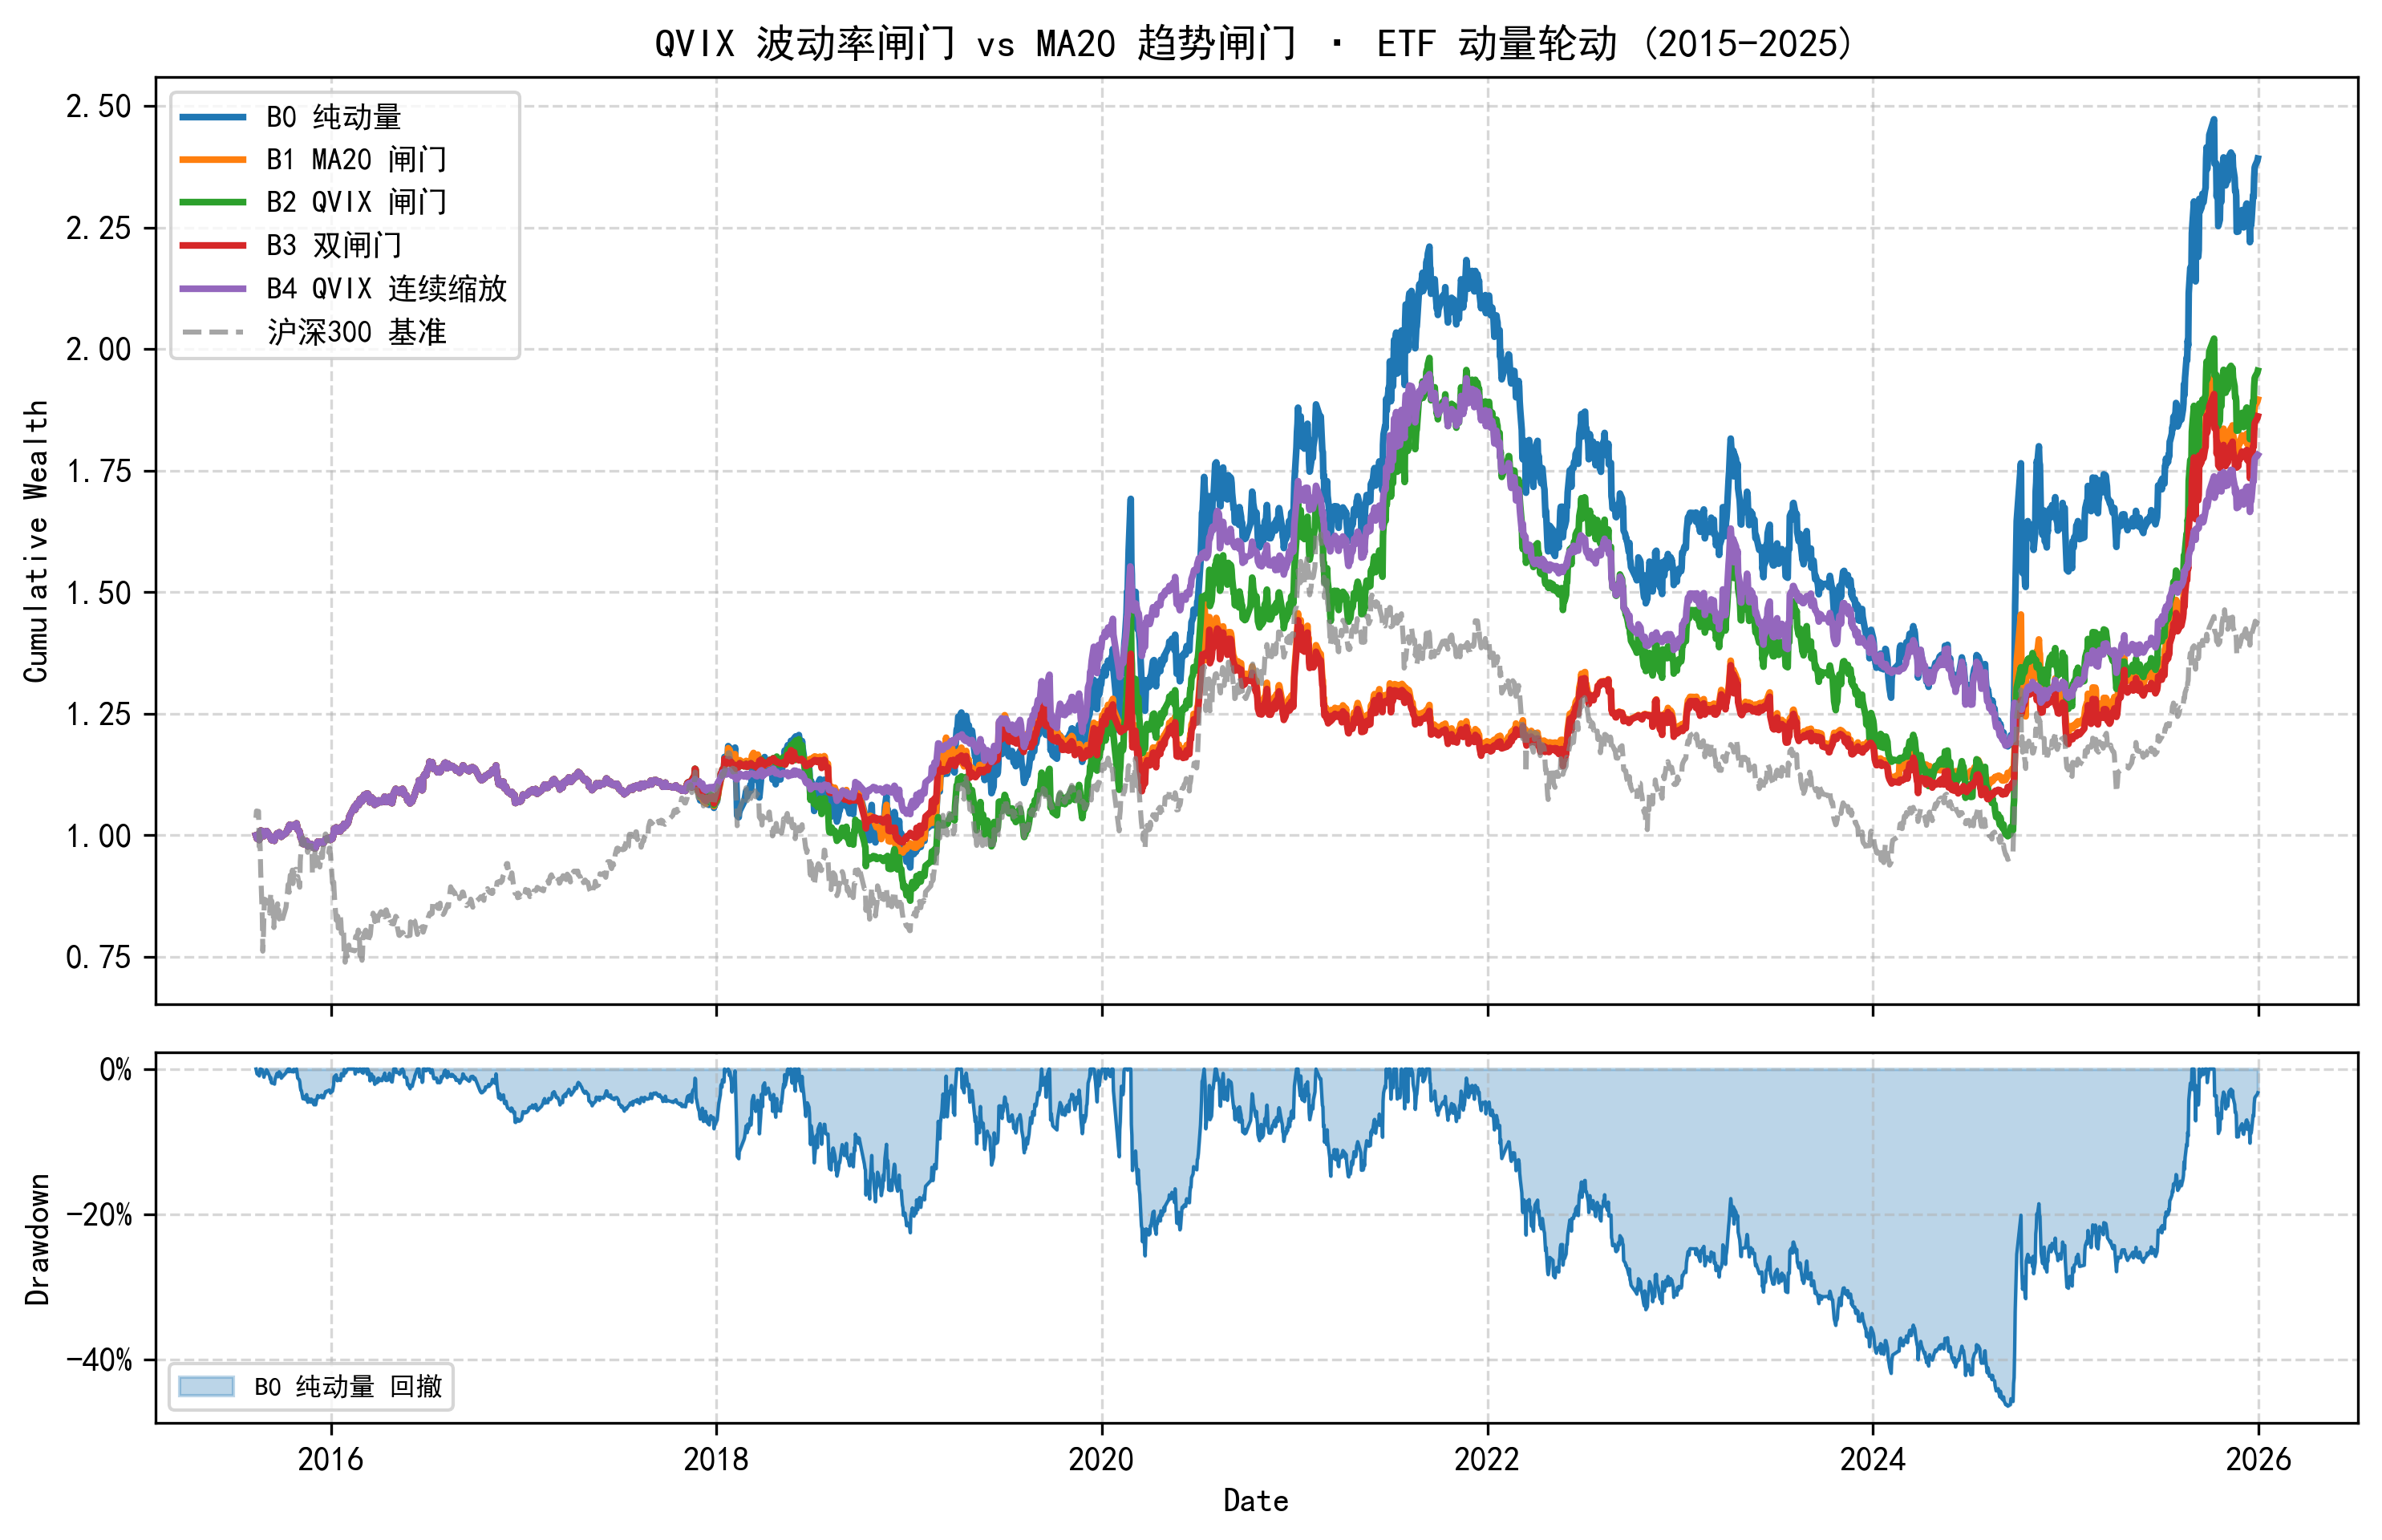 QVIX 波动率闸门 vs MA20 趋势闸门 · ETF 动量轮动 (2015-2025)
B0 纯动量
B1 MA20 闸门
B2 QVIX 闸门
B3 双闸门
B4 QVIX 连续缩放
沪深300 基准
Cumulative Wealth
2.50
2.25
2.00
1.75
1.50
1.25
1.00
0.75
Drawdown
0%
-20%
-40%
B0 纯动量 回撤
2016
2018
2020
2022
2024
2026
Date